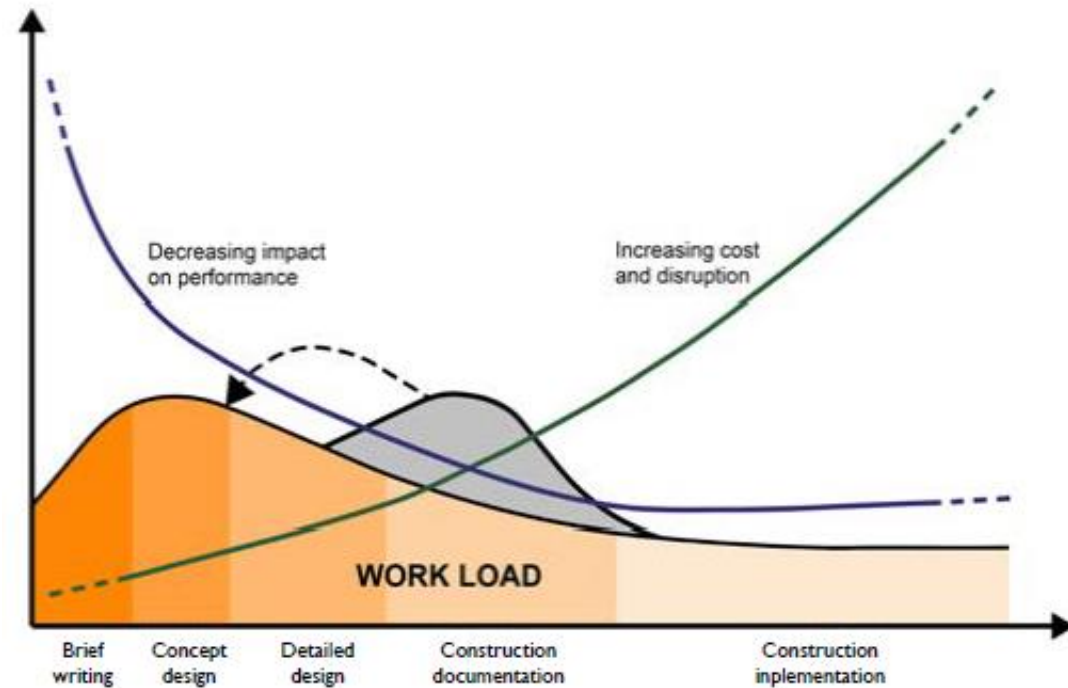 Decreasing impact
on performance
Increasing cost
and disruption
WORK LOAD
Brief
writing
Concept
design
Detailed
design
Construction
documentation
Construction
inplementation